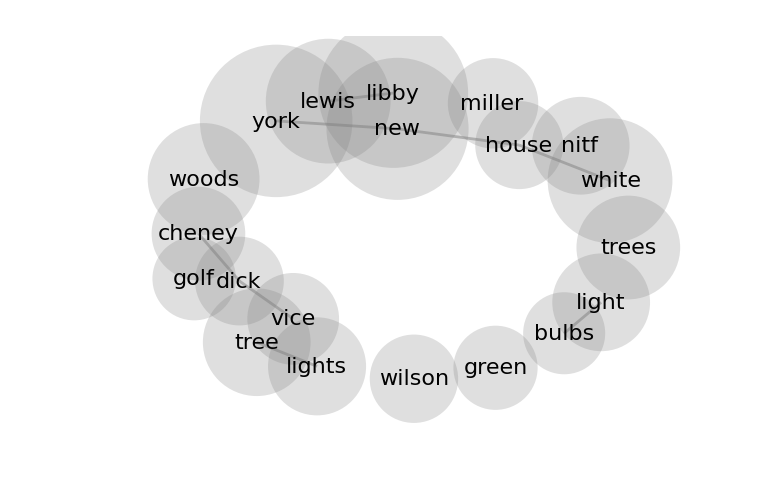 libby
lewis
miller
york
new
house
nitf
woods
white
cheney
trees
golf
dick
light
vice
bulbs
tree
lights
green
wilson